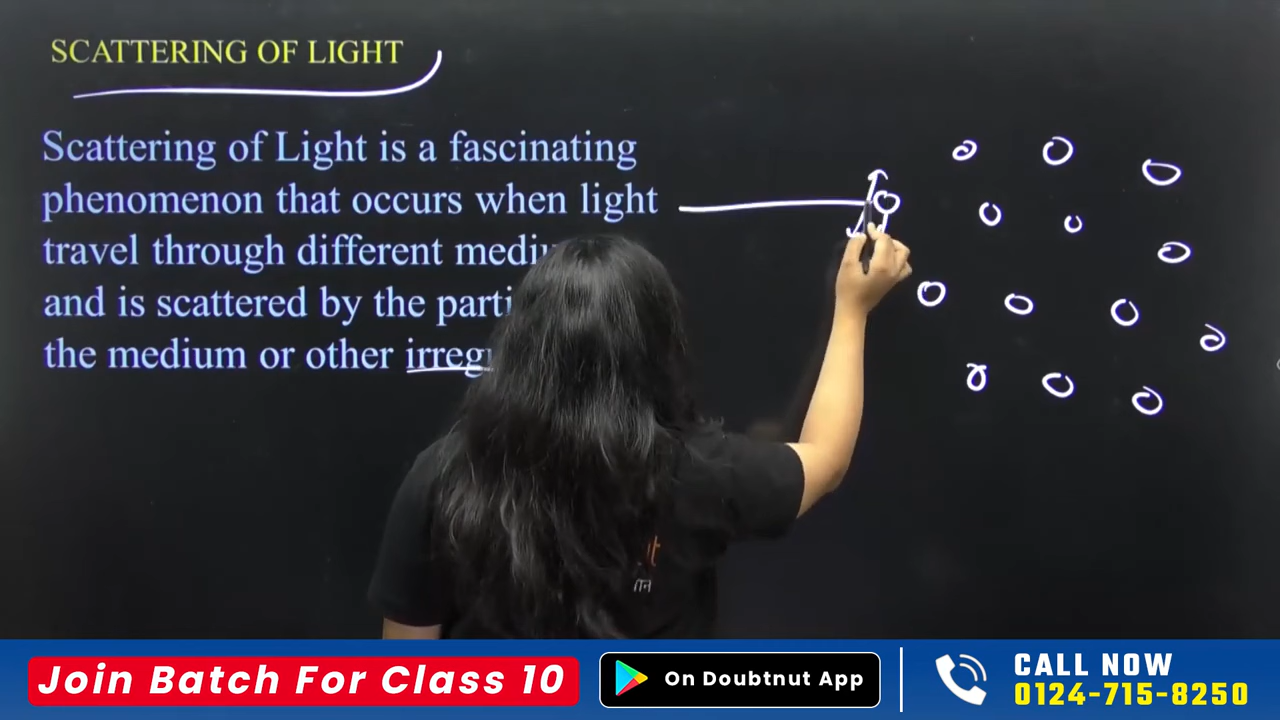 SCATTERING OF LIGHT
Scattering of Light is a fascinating
phenomenon that occurs when light
travel through different
and is scattered by the
the medium or other
Join Batch For Class 10
On Doubtnut App
CALL NOW
0124-715-8250